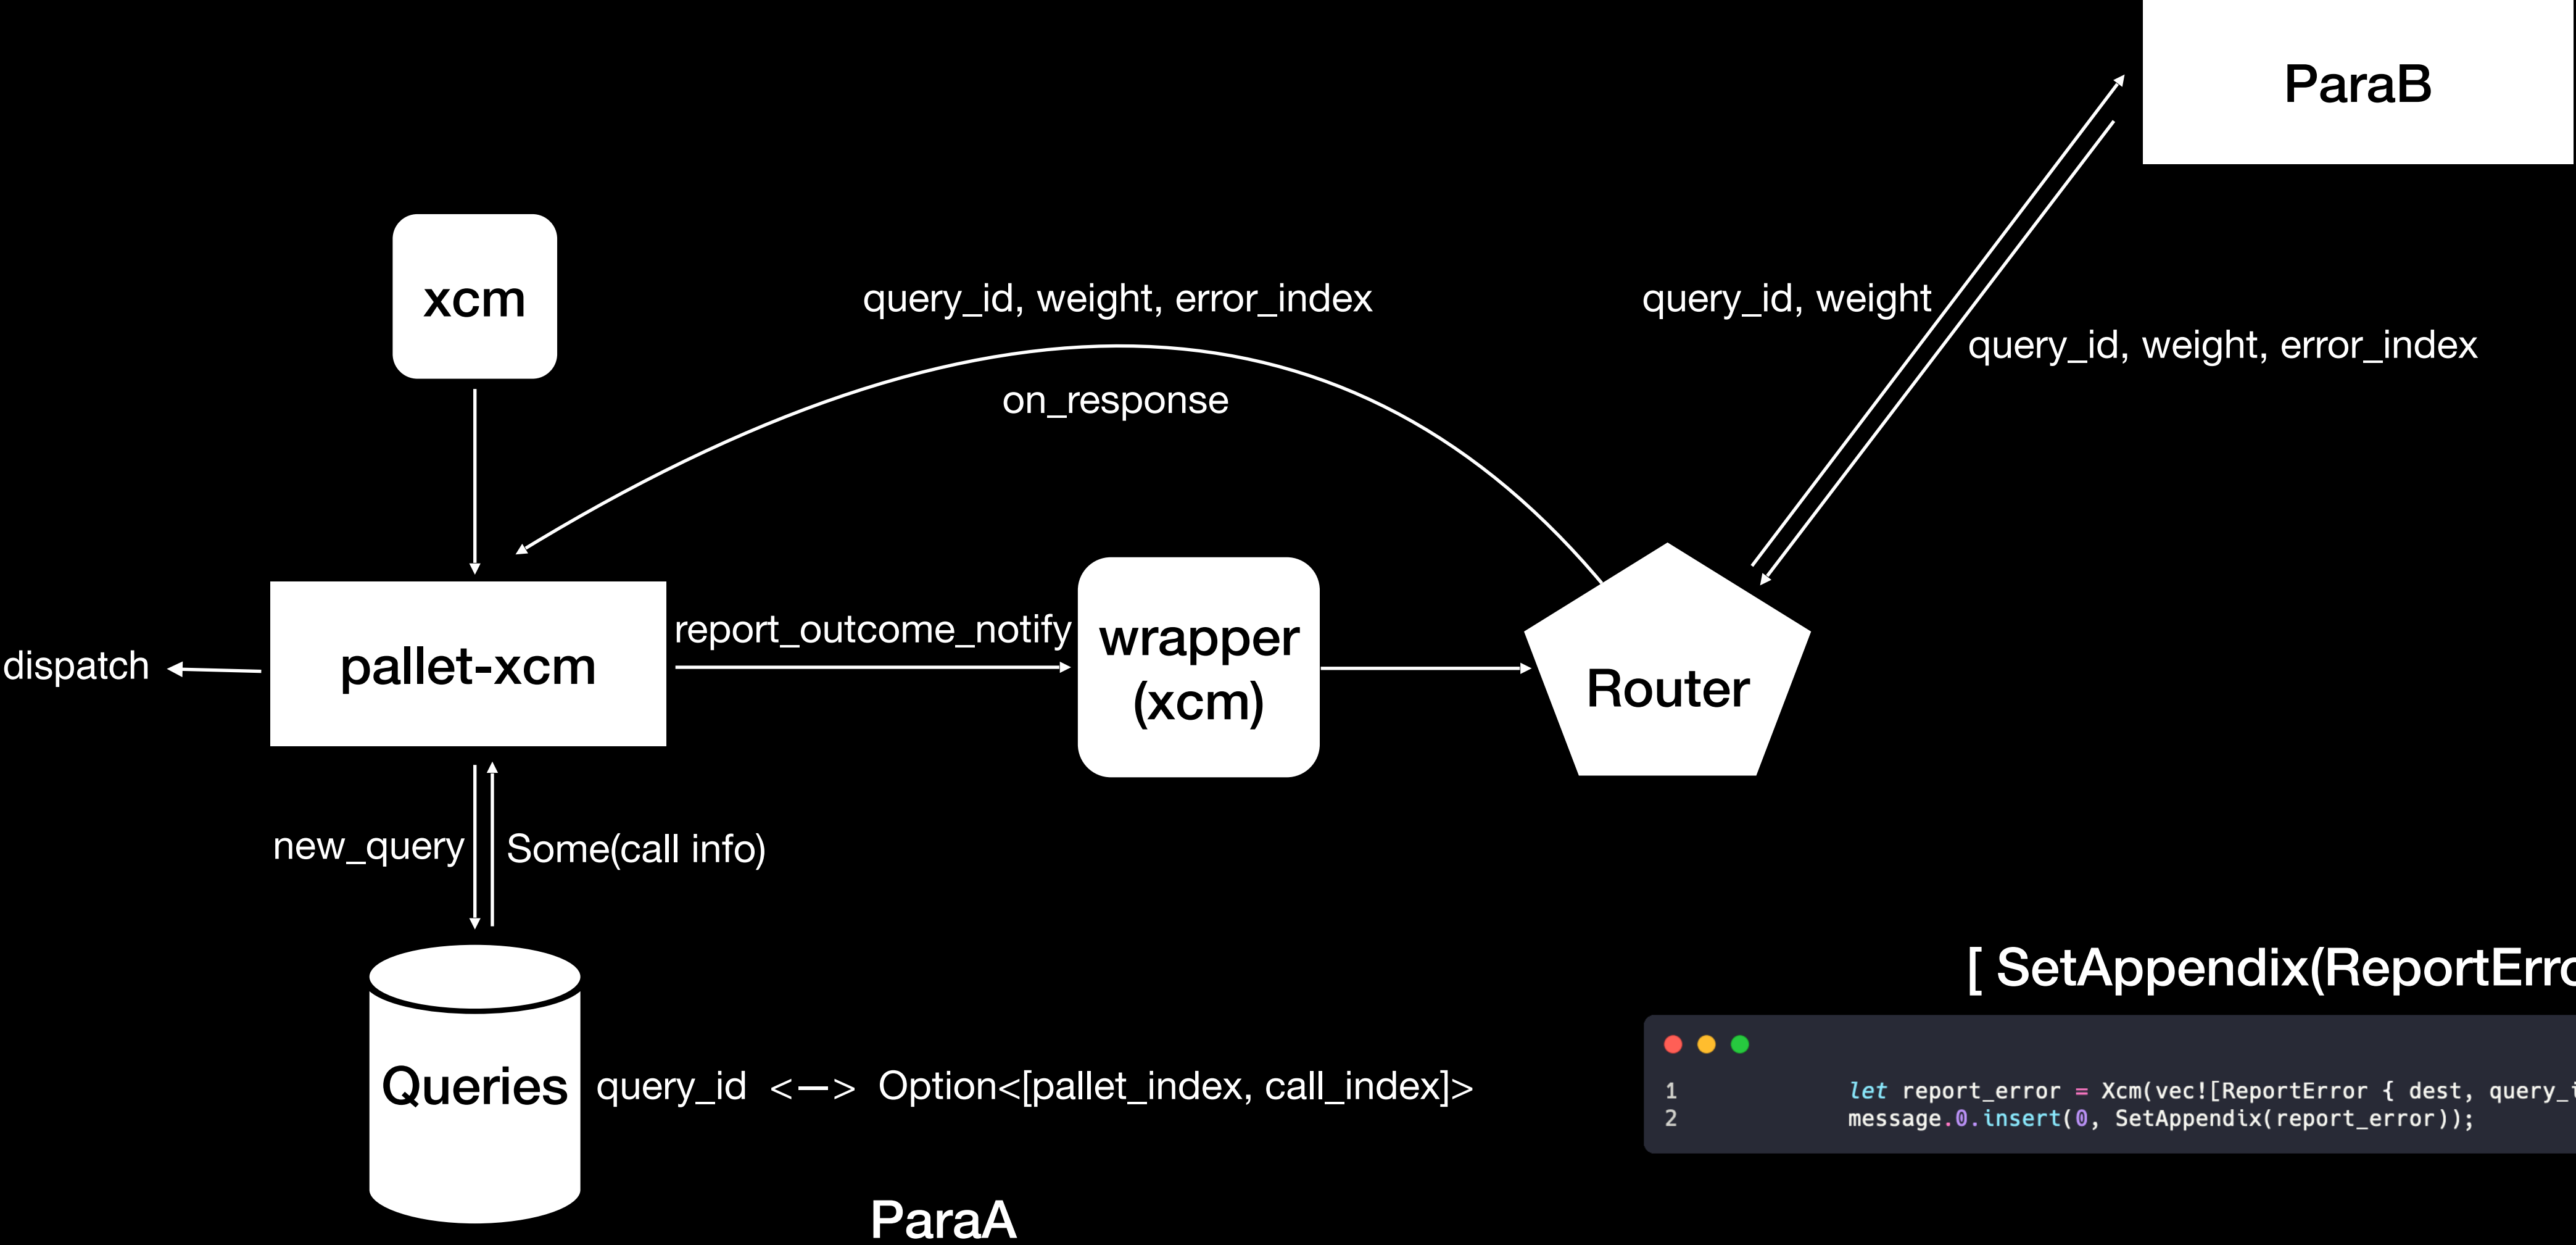 ParaB
xcm
query_id, weight, error_index
query_id, weight
query_id, weight, error_index
on_response
report_outcome_notify
wrapper
(xcm)
dispatch
pallet-xcm
Router
new_query
Some(call info)
[ SetAppendix(ReportErro
Queries
query_id <—> Option<[pallet_index, call_index]>
1 let report_error = Xcm(vec![ReportError { dest, query_i
2 message.0.insert(0, SetAppendix(report_error));
ParaA